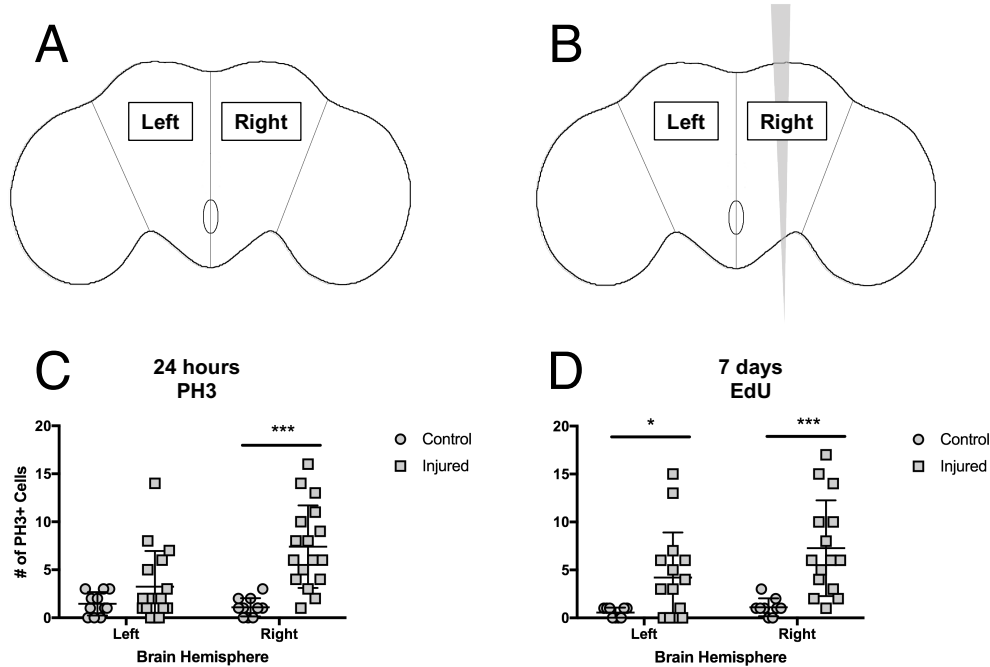 A
B
Left
Right
Left
Right
C
24 hours
PH3
***
20
15
10
5
0
# of PH3+ Cells
Left
Right
Brain Hemisphere
Control
Injured
D
7 days
EdU
*
***
20
15
10
5
0
Left
Right
Brain Hemisphere
Control
Injured